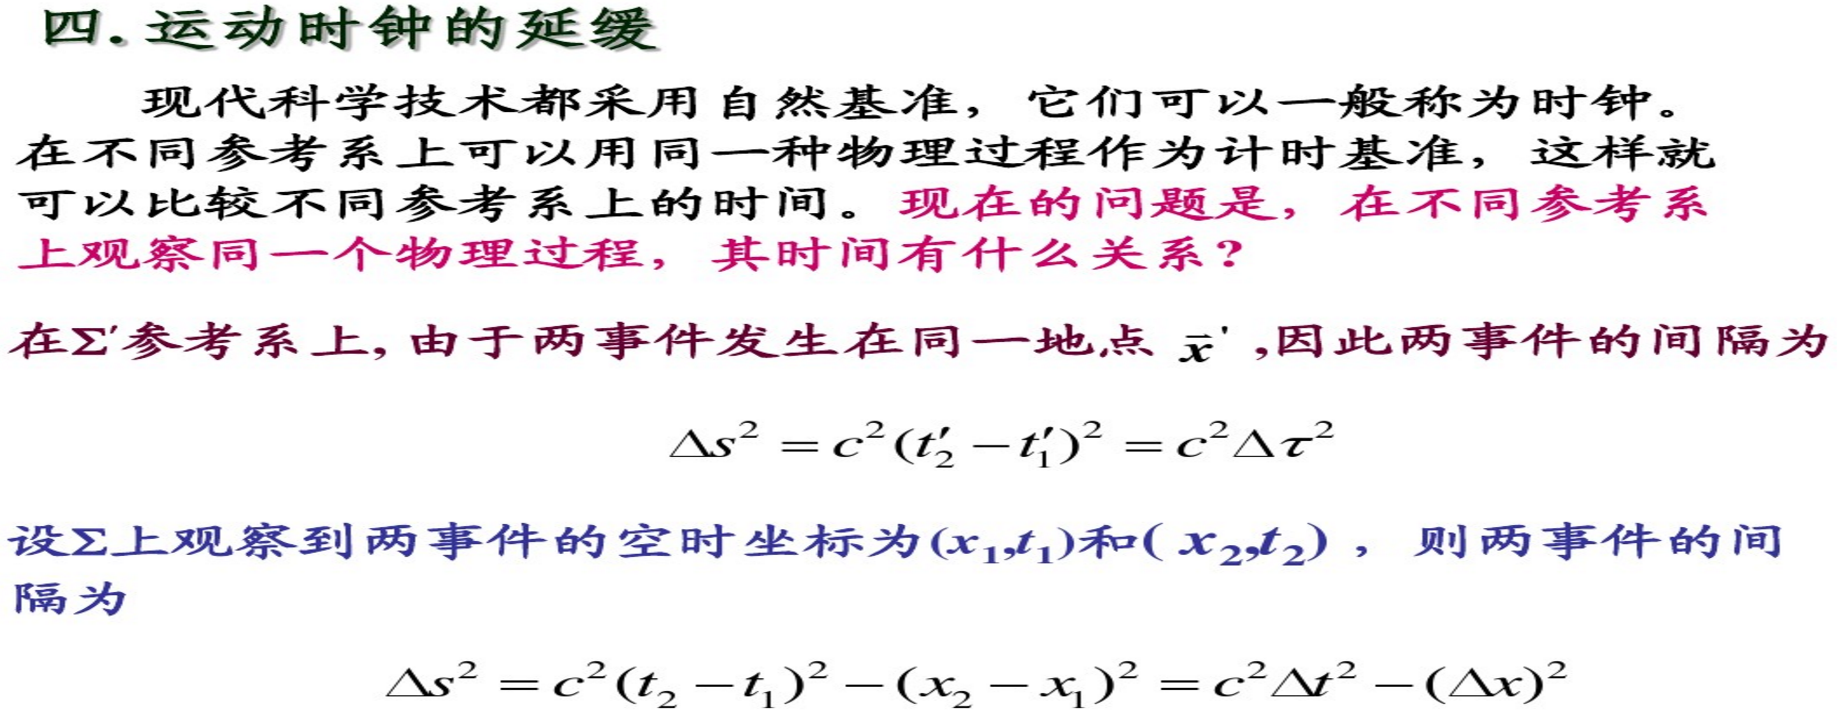 四.运动时钟的延缓
现代科学技术都采用自然基准，它们可以一般称为时钟。
在不同参考系上可以用同一种物理过程作为计时基准，这样就
可以比较不同参考系上的时间。现在的问题是，在不同参考系
上观察同一个物理过程，其时间有什么关系?
在Σ′参考系上,由于两事件发生在同一地点 x̄' ,因此两事件的间隔为
Δs² = c²(t′₂ − t′₁)² = c²Δτ²
设Σ上观察到两事件的空时坐标为(x₁,t₁)和( x₂,t₂) ， 则两事件的间
隔为
Δs² = c²(t₂ − t₁)² − (x₂ − x₁)² = c²Δt² − (Δx)²